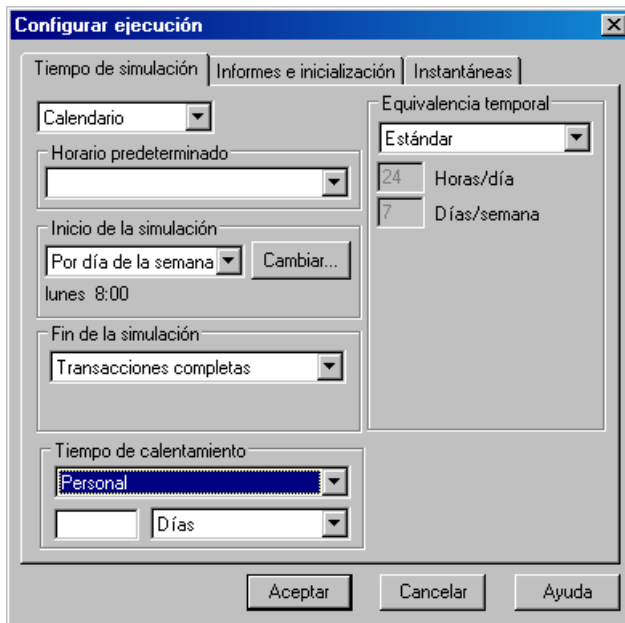 Configurar ejecución
Tiempo de simulación
Informes e inicialización
Instantáneas
Calendario
Horario predeterminado
Inicio de la simulación
Por día de la semana
Cambiar...
lunes 8:00
Fin de la simulación
Transacciones completas
Tiempo de calentamiento
Personal
Días
Equivalencia temporal
Estándar
24 Horas/día
7 Días/semana
Aceptar
Cancelar
Ayuda